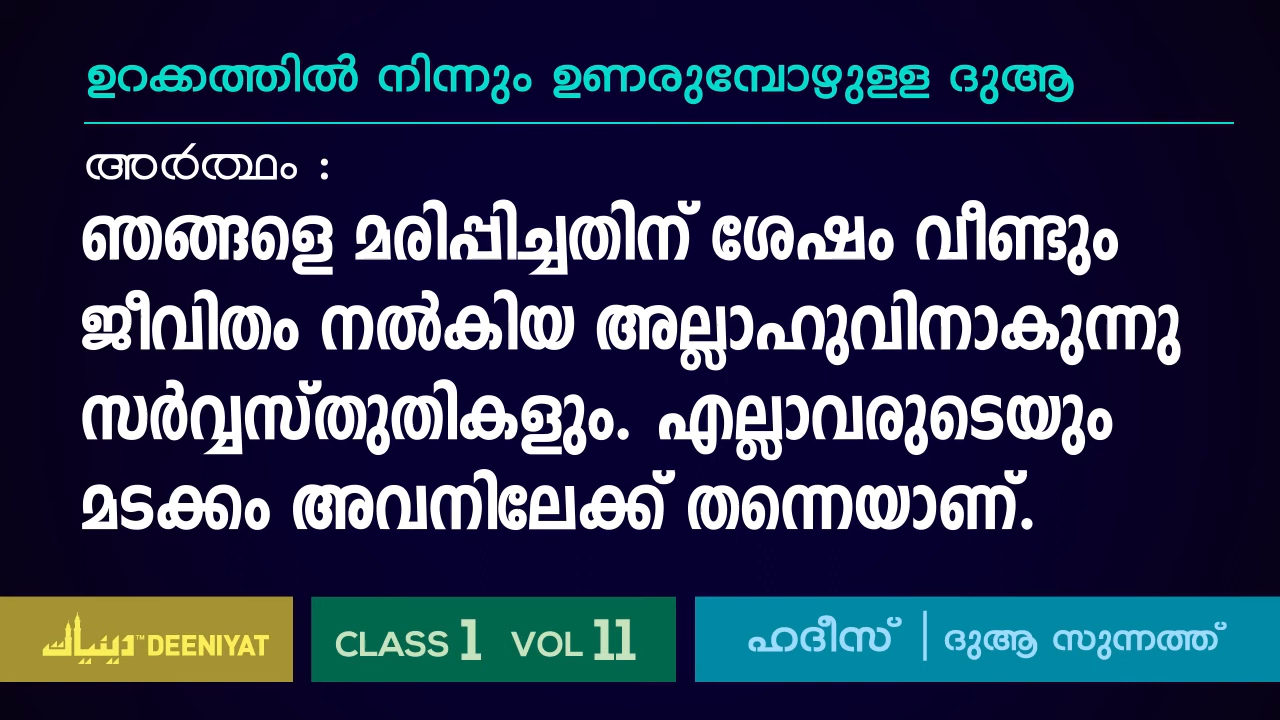 ഉറക്കത്തിൽ നിന്നും ഉണരുമ്പോഴുള്ള ദുആ
അർത്ഥം :
ഞങ്ങളെ മരിപ്പിച്ചതിന് ശേഷം വീണ്ടും
ജീവിതം നൽകിയ അല്ലാഹുവിനാകുന്നു
സർവ്വസ്തുതികളും. എല്ലാവരുടെയും
മടക്കം അവനിലേക്ക് തന്നെയാണ്.
دينيات™ DEENIYAT
CLASS 1 VOL 11
ഹദീസ് | ദുആ സുന്നത്ത്